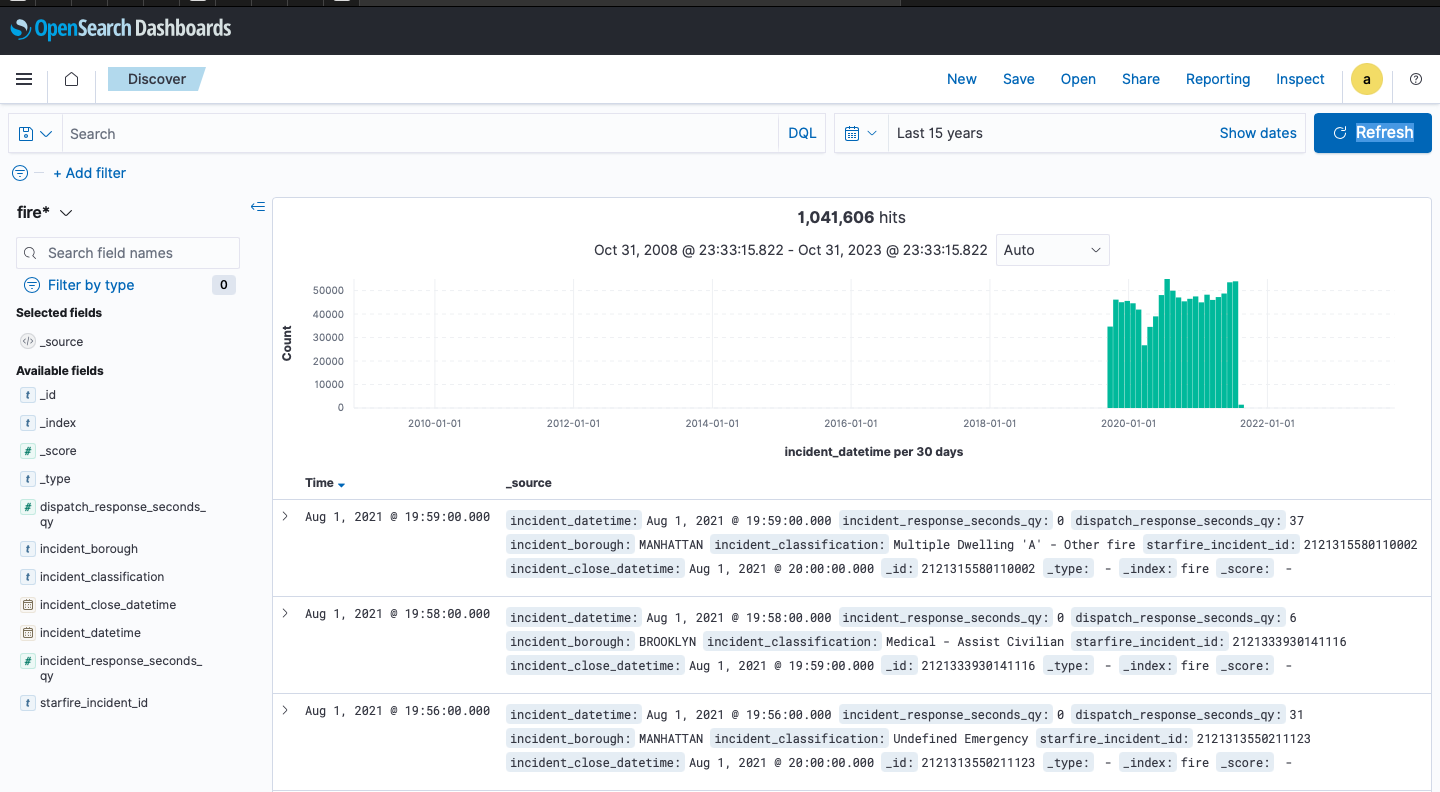 OpenSearch Dashboards
Discover
New Save Open Share Reporting Inspect a
Search DQL Last 15 years Show dates Refresh
+ Add filter
fire*
Search field names
Filter by type 0
Selected fields
_source
Available fields
t _id
t _index
# _score
t _type
# dispatch_response_seconds_
qy
t incident_borough
t incident_classification
incident_close_datetime
incident_datetime
# incident_response_seconds_
qy
t starfire_incident_id
1,041,606 hits
Oct 31, 2008 @ 23:33:15.822 - Oct 31, 2023 @ 23:33:15.822 Auto
Count
50000
40000
30000
20000
10000
0
2010-01-01 2012-01-01 2014-01-01 2016-01-01 2018-01-01 2020-01-01 2022-01-01
incident_datetime per 30 days
Time _source
Aug 1, 2021 @ 19:59:00.000
incident_datetime: Aug 1, 2021 @ 19:59:00.000 incident_response_seconds_qy: 0 dispatch_response_seconds_qy: 37
incident_borough: MANHATTAN incident_classification: Multiple Dwelling 'A' - Other fire starfire_incident_id: 2121315580110002
incident_close_datetime: Aug 1, 2021 @ 20:00:00.000 _id: 2121315580110002 _type: - _index: fire _score: -
Aug 1, 2021 @ 19:58:00.000
incident_datetime: Aug 1, 2021 @ 19:58:00.000 incident_response_seconds_qy: 0 dispatch_response_seconds_qy: 6
incident_borough: BROOKLYN incident_classification: Medical - Assist Civilian starfire_incident_id: 2121333930141116
incident_close_datetime: Aug 1, 2021 @ 19:59:00.000 _id: 2121333930141116 _type: - _index: fire _score: -
Aug 1, 2021 @ 19:56:00.000
incident_datetime: Aug 1, 2021 @ 19:56:00.000 incident_response_seconds_qy: 0 dispatch_response_seconds_qy: 31
incident_borough: MANHATTAN incident_classification: Undefined Emergency starfire_incident_id: 2121313550211123
incident_close_datetime: Aug 1, 2021 @ 20:00:00.000 _id: 2121313550211123 _type: - _index: fire _score: -